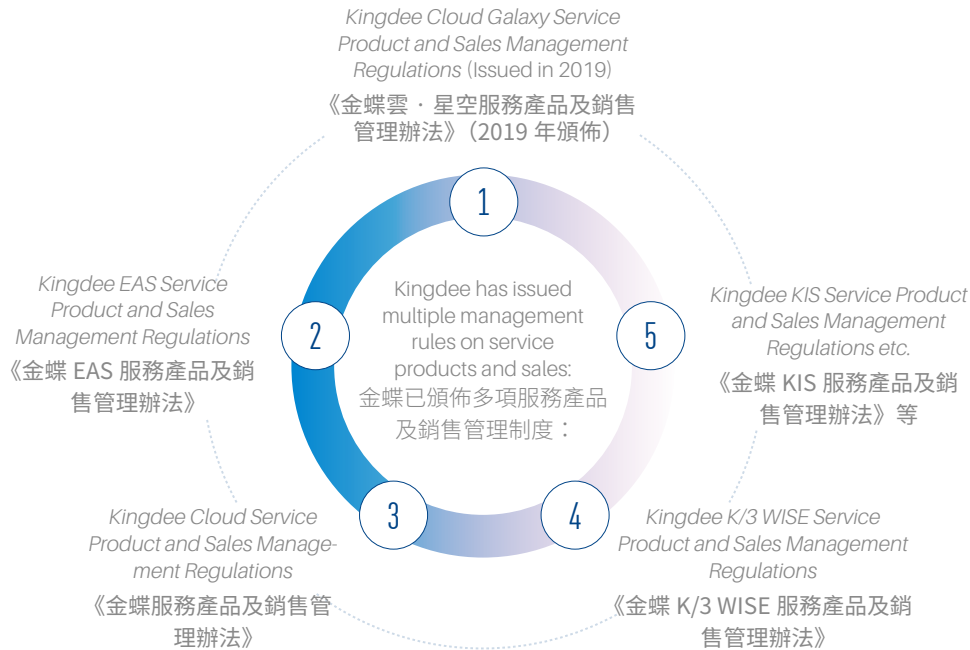 Kingdee Cloud Galaxy Service
Product and Sales Management
Regulations (Issued in 2019)
《金蝶雲·星空服務產品及銷售
管理辦法》（2019 年頒佈）
1
Kingdee has issued
multiple management
rules on service
products and sales:
金蝶已頒佈多項服務產品
及銷售管理制度：
2
Kingdee EAS Service
Product and Sales
Management Regulations
《金蝶 EAS 服務產品及銷
售管理辦法》
3
Kingdee Cloud Service
Product and Sales Manage-
ment Regulations
《金蝶服務產品及銷售管
理辦法》
4
Kingdee K/3 WISE Service
Product and Sales Management
Regulations
《金蝶 K/3 WISE 服務產品及銷
售管理辦法》
5
Kingdee KIS Service Product
and Sales Management
Regulations etc.
《金蝶 KIS 服務產品及銷
售管理辦法》等